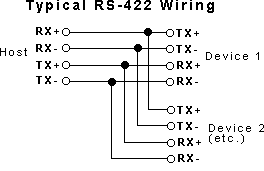 Typical RS-422 Wiring
RX+
TX+
RX-
TX-
Host
Device 1
TX+
RX+
TX-
RX-
TX+
TX-
Device 2
RX+
(etc.)
RX-